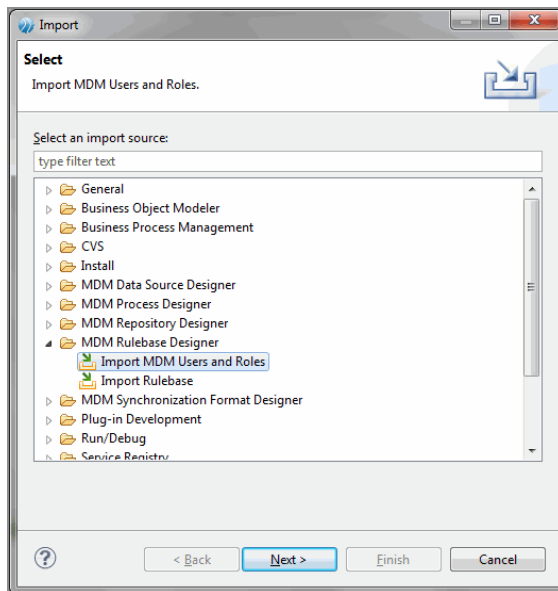 Import
Select
Import MDM Users and Roles.
Select an import source:
type filter text
General
Business Object Modeler
Business Process Management
CVS
Install
MDM Data Source Designer
MDM Process Designer
MDM Repository Designer
MDM Rulebase Designer
Import MDM Users and Roles
Import Rulebase
MDM Synchronization Format Designer
Plug-in Development
Run/Debug
Service Registry
? < Back Next > Finish Cancel